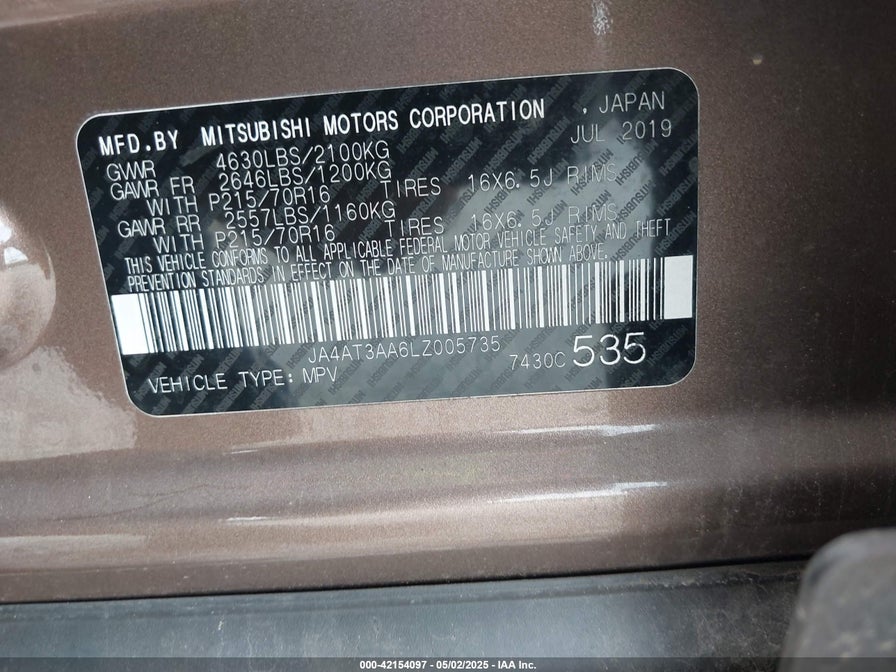 MFD.BY MITSUBISHI MOTORS CORPORATION , JAPAN
JUL 2019
GVWR 4630LBS/2100KG
GAWR FR 2646LBS/1200KG
WITH P215/70R16 TIRES 16X6.5J RIMS
GAWR RR 2557LBS/1160KG
WITH P215/70R16 TIRES 16X6.5J RIMS
THIS VEHICLE CONFORMS TO ALL APPLICABLE FEDERAL MOTOR VEHICLE SAFETY AND THEFT
PREVENTION STANDARDS IN EFFECT ON THE DATE OF MANUFACTURE SHOWN ABOVE.
JA4AT3AA6LZ005735
VEHICLE TYPE: MPV 7430C 535
000-42154097 - 05/02/2025 - IAA Inc.